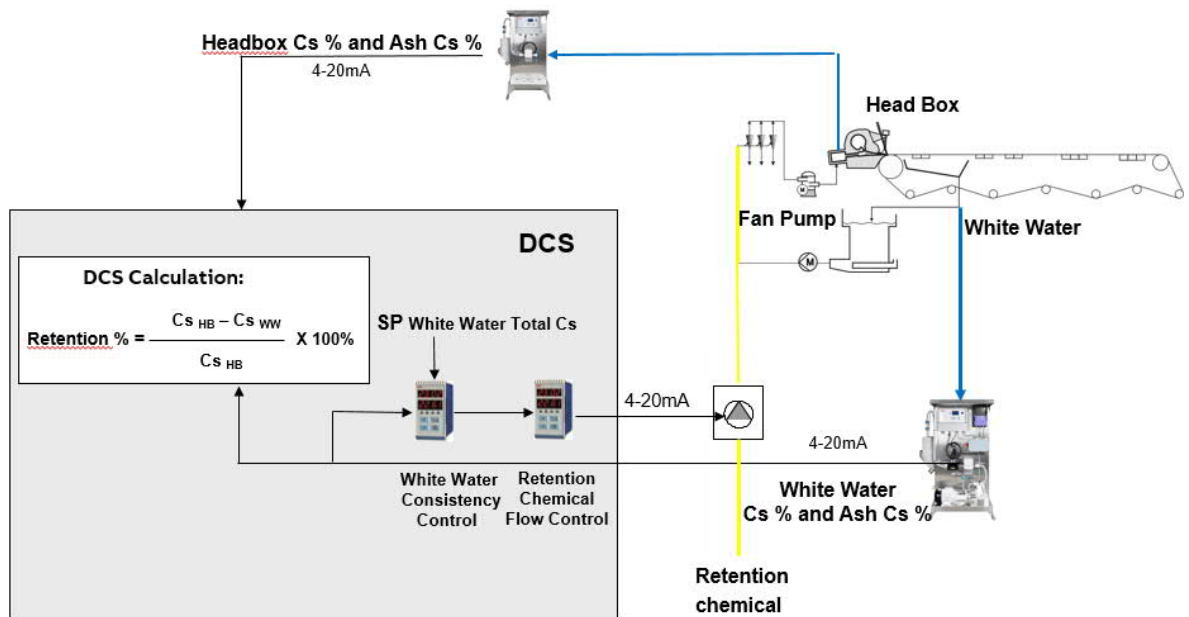 Headbox Cs % and Ash Cs %
4-20mA
Head Box
Fan Pump
M
M
White Water
DCS
DCS Calculation:
Retention % = Cs HB – Cs WW
Cs HB
X 100%
SP White Water Total Cs
4-20mA
4-20mA
White Water
Consistency
Control
Retention
Chemical
Flow Control
White Water
Cs % and Ash Cs %
Retention
chemical